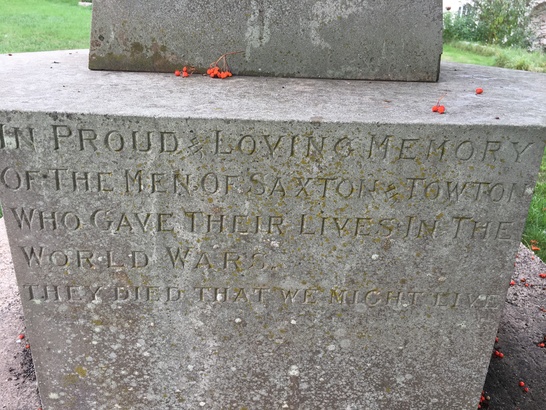 IN PROUD & LOVING MEMORY
OF·THE MEN·OF·SAXTON & TOWTON
WHO GAVE THEIR LIVES·IN THE
WORLD WARS.
THEY DIED THAT WE MIGHT LIVE